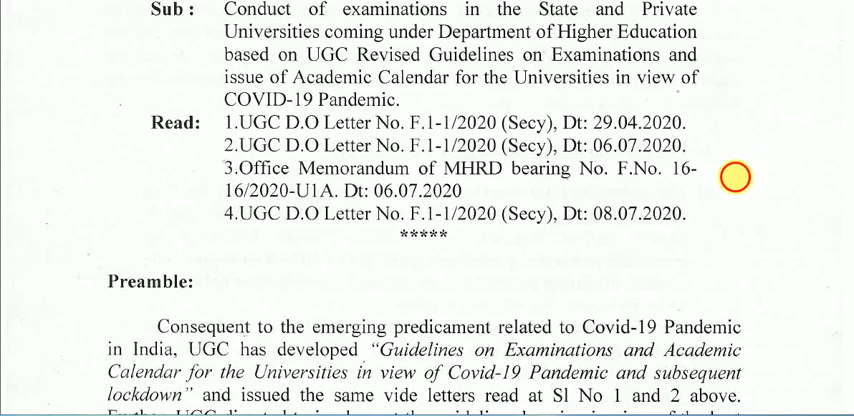 Sub : Conduct of examinations in the State and Private
Universities coming under Department of Higher Education
based on UGC Revised Guidelines on Examinations and
issue of Academic Calendar for the Universities in view of
COVID-19 Pandemic.
Read: 1.UGC D.O Letter No. F.1-1/2020 (Secy), Dt: 29.04.2020.
2.UGC D.O Letter No. F.1-1/2020 (Secy), Dt: 06.07.2020.
3.Office Memorandum of MHRD bearing No. F.No. 16-
16/2020-U1A. Dt: 06.07.2020
4.UGC D.O Letter No. F.1-1/2020 (Secy), Dt: 08.07.2020.
*****
Preamble:
Consequent to the emerging predicament related to Covid-19 Pandemic
in India, UGC has developed “Guidelines on Examinations and Academic
Calendar for the Universities in view of Covid-19 Pandemic and subsequent
lockdown” and issued the same vide letters read at Sl No 1 and 2 above.